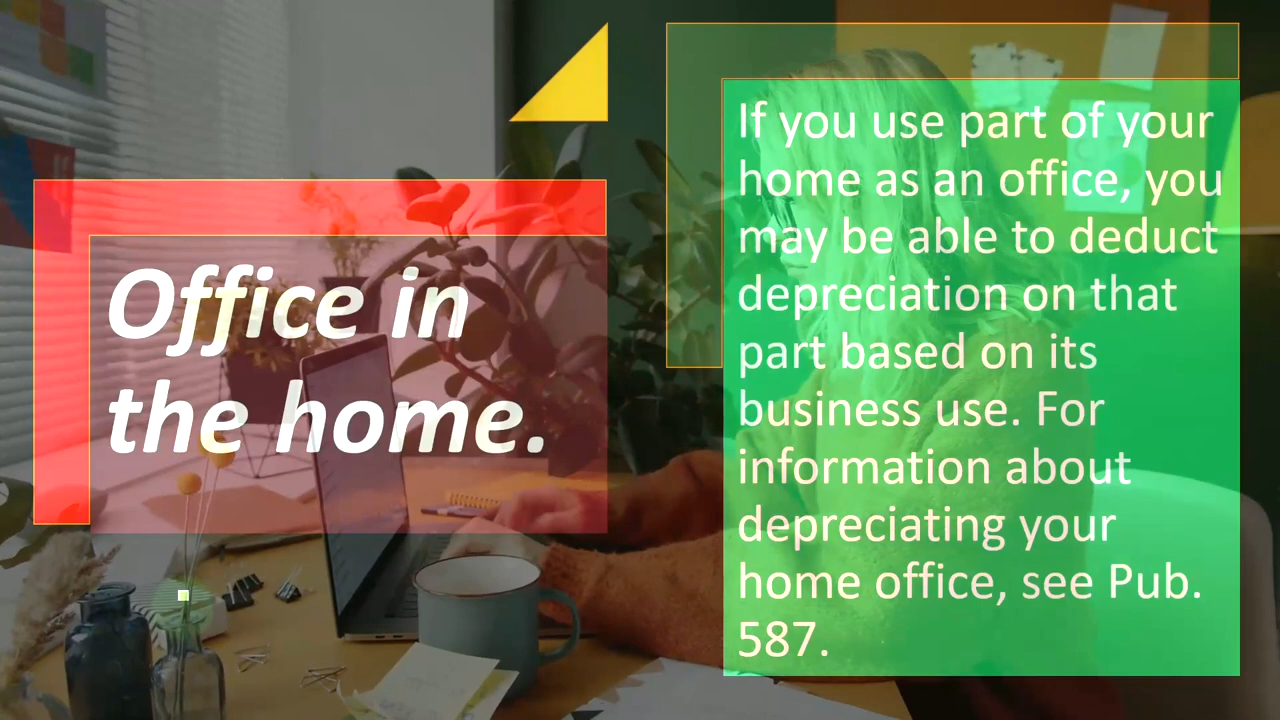 Office in
the home.
If you use part of your
home as an office, you
may be able to deduct
depreciation on that
part based on its
business use. For
information about
depreciating your
home office, see Pub.
587.